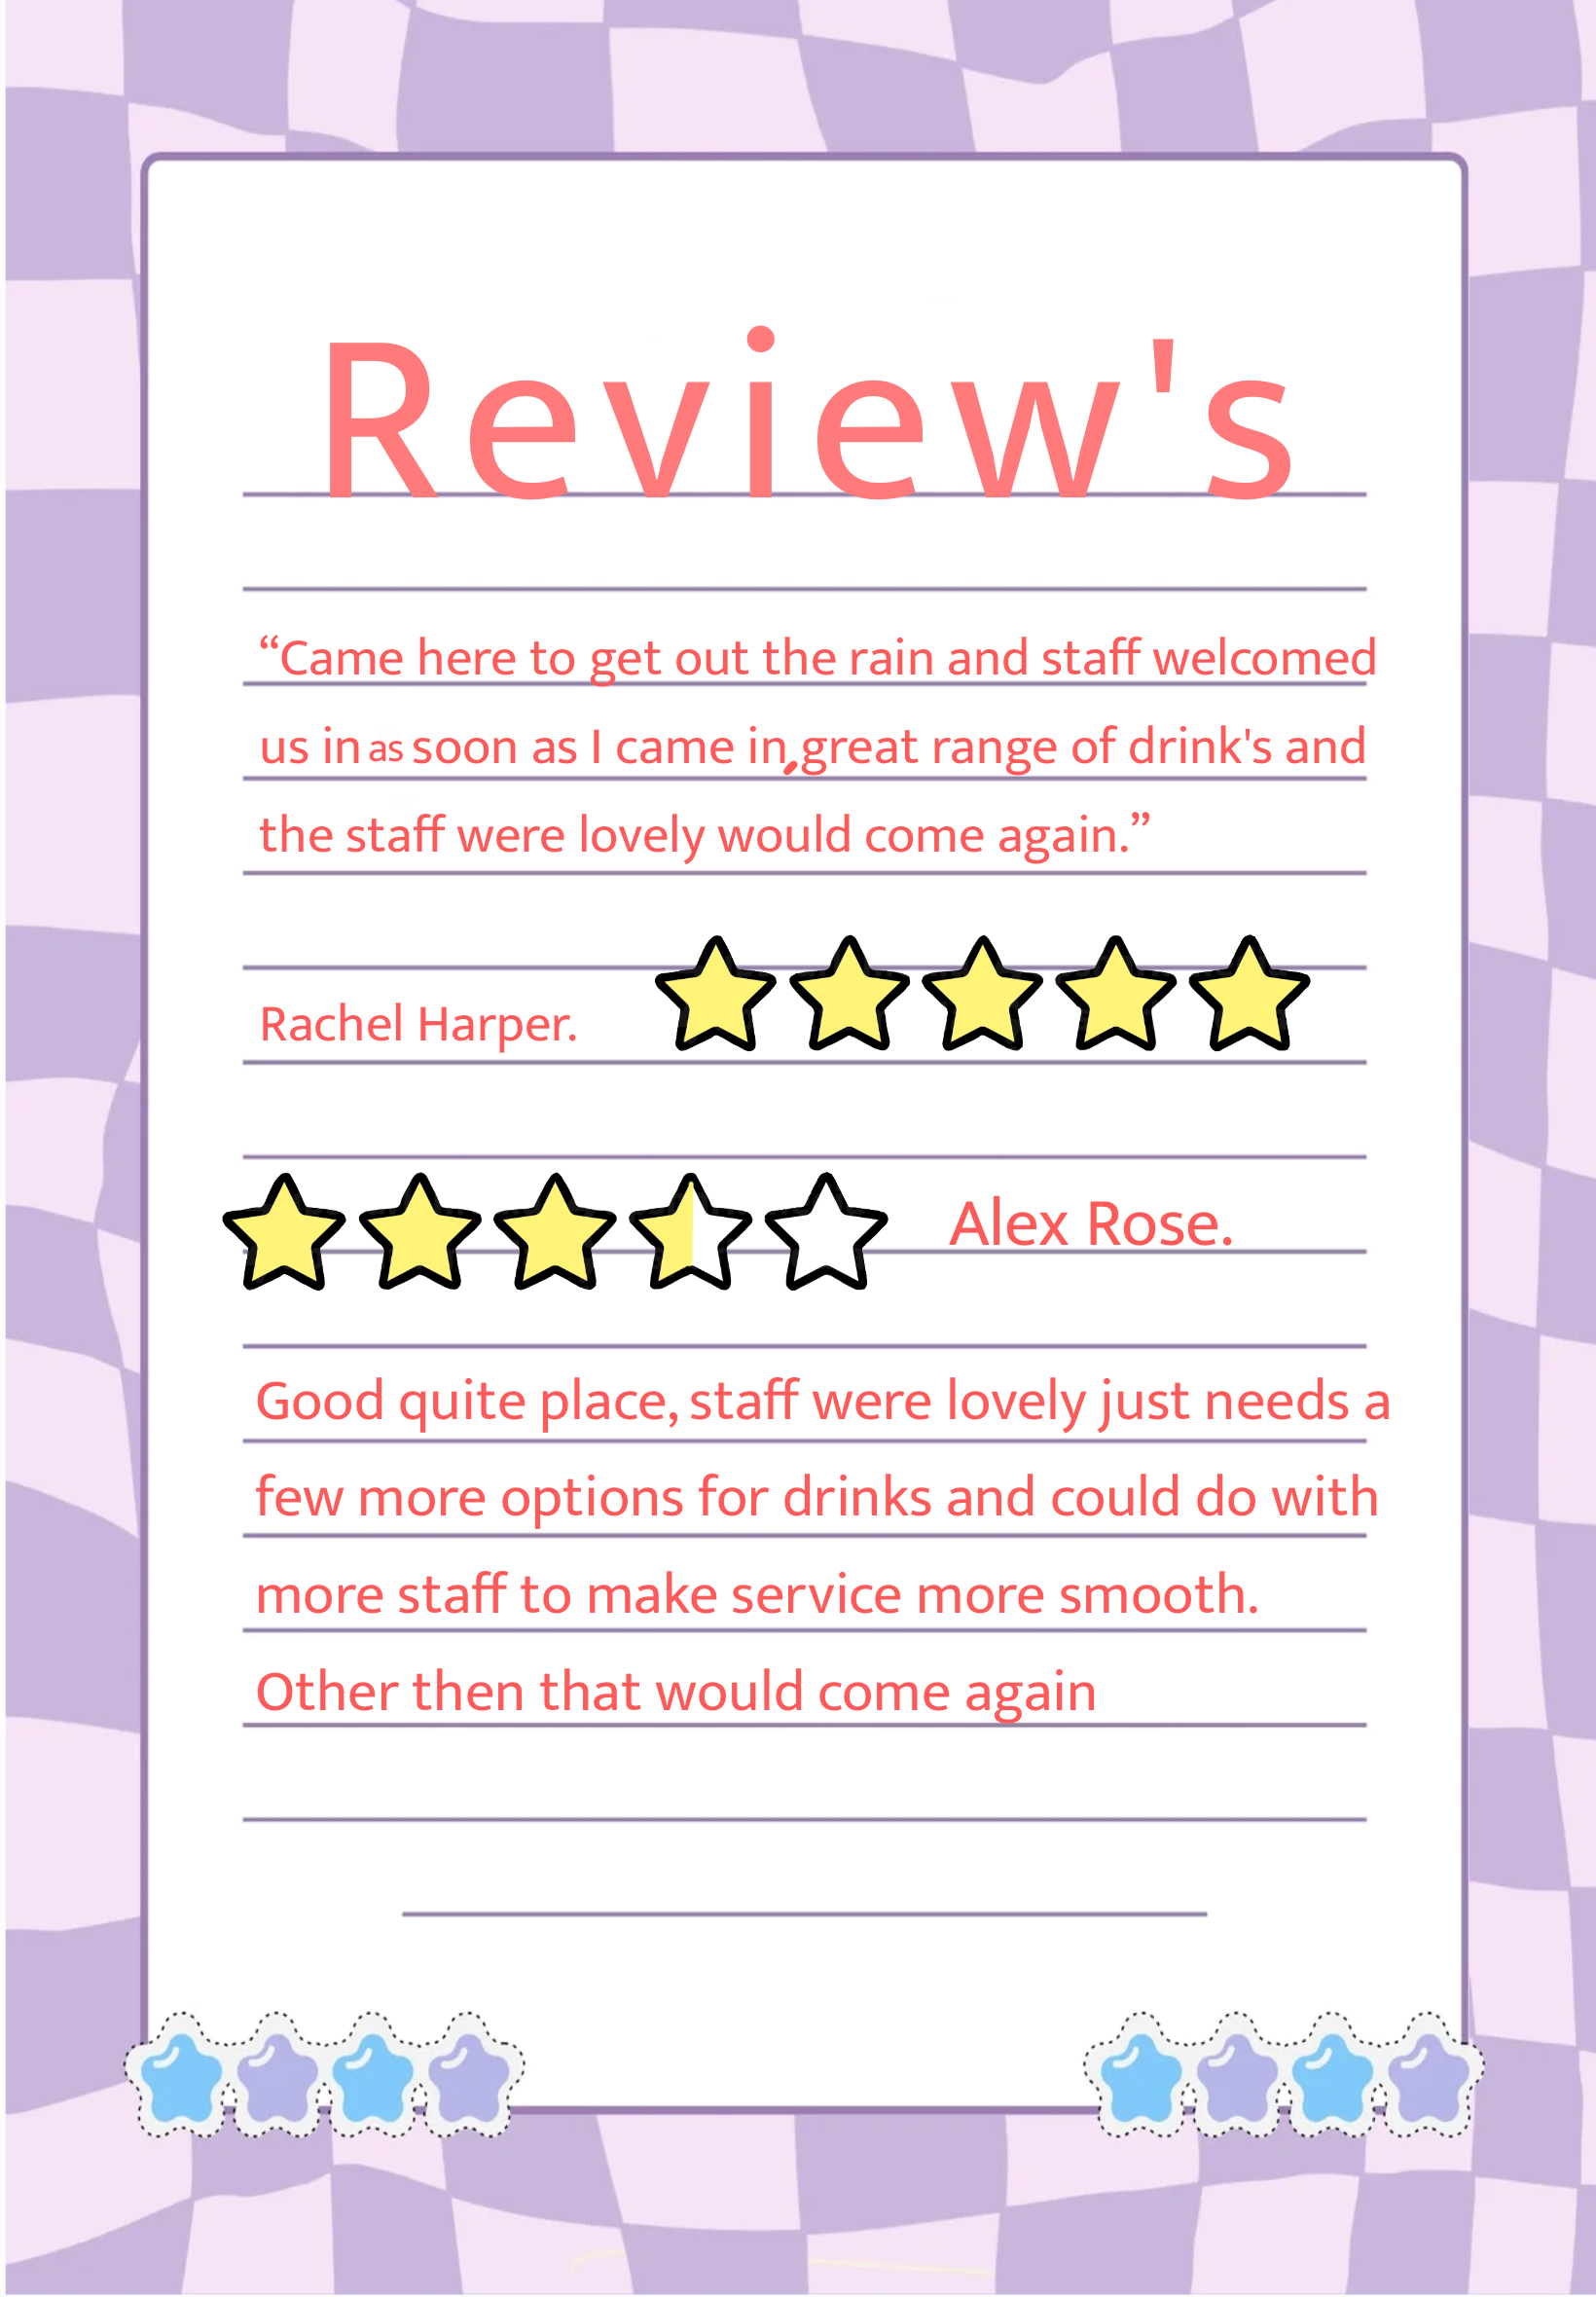 Review's
“Came here to get out the rain and staff welcomed
us in as soon as I came in, great range of drink's and
the staff were lovely would come again.”
Rachel Harper.
Alex Rose.
Good quite place, staff were lovely just needs a
few more options for drinks and could do with
more staff to make service more smooth.
Other then that would come again